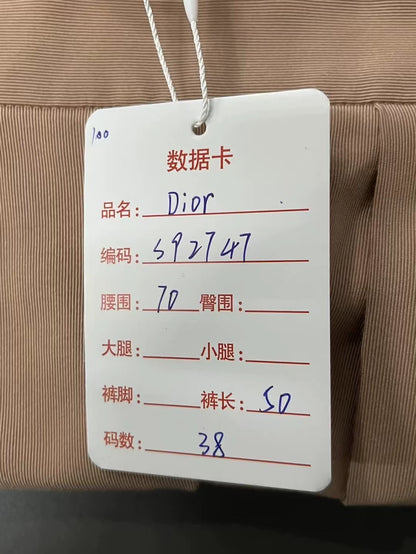 100
数据卡
品名: Dior
编码: S92747
腰围: 70 臀围:
大腿: 小腿:
裤脚: 裤长: 50
码数: 38